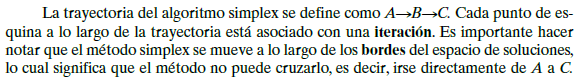 La trayectoria del algoritmo simplex se define como A→B→C. Cada punto de es-
quina a lo largo de la trayectoria está asociado con una iteración. Es importante hacer
notar que el método simplex se mueve a lo largo de los bordes del espacio de soluciones,
lo cual significa que el método no puede cruzarlo, es decir, irse directamente de A a C.